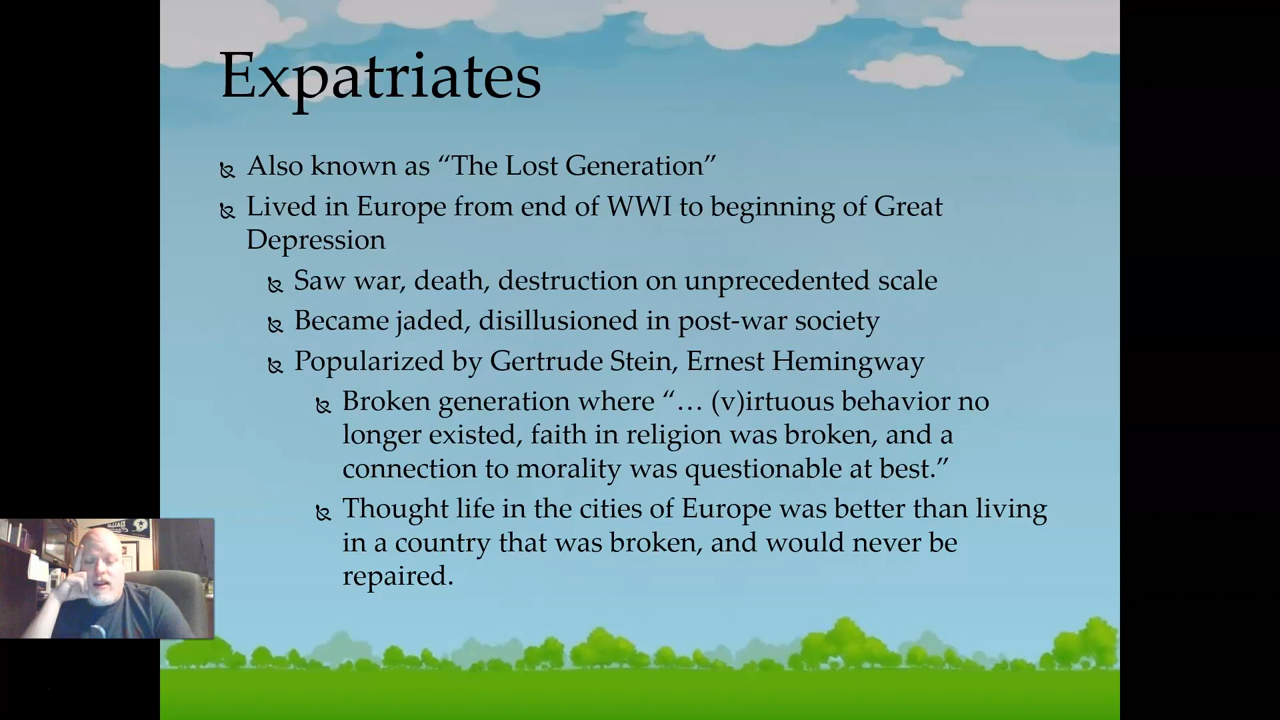 Expatriates
Also known as “The Lost Generation”
Lived in Europe from end of WWI to beginning of Great
Depression
Saw war, death, destruction on unprecedented scale
Became jaded, disillusioned in post-war society
Popularized by Gertrude Stein, Ernest Hemingway
Broken generation where “… (v)irtuous behavior no
longer existed, faith in religion was broken, and a
connection to morality was questionable at best.”
Thought life in the cities of Europe was better than living
in a country that was broken, and would never be
repaired.